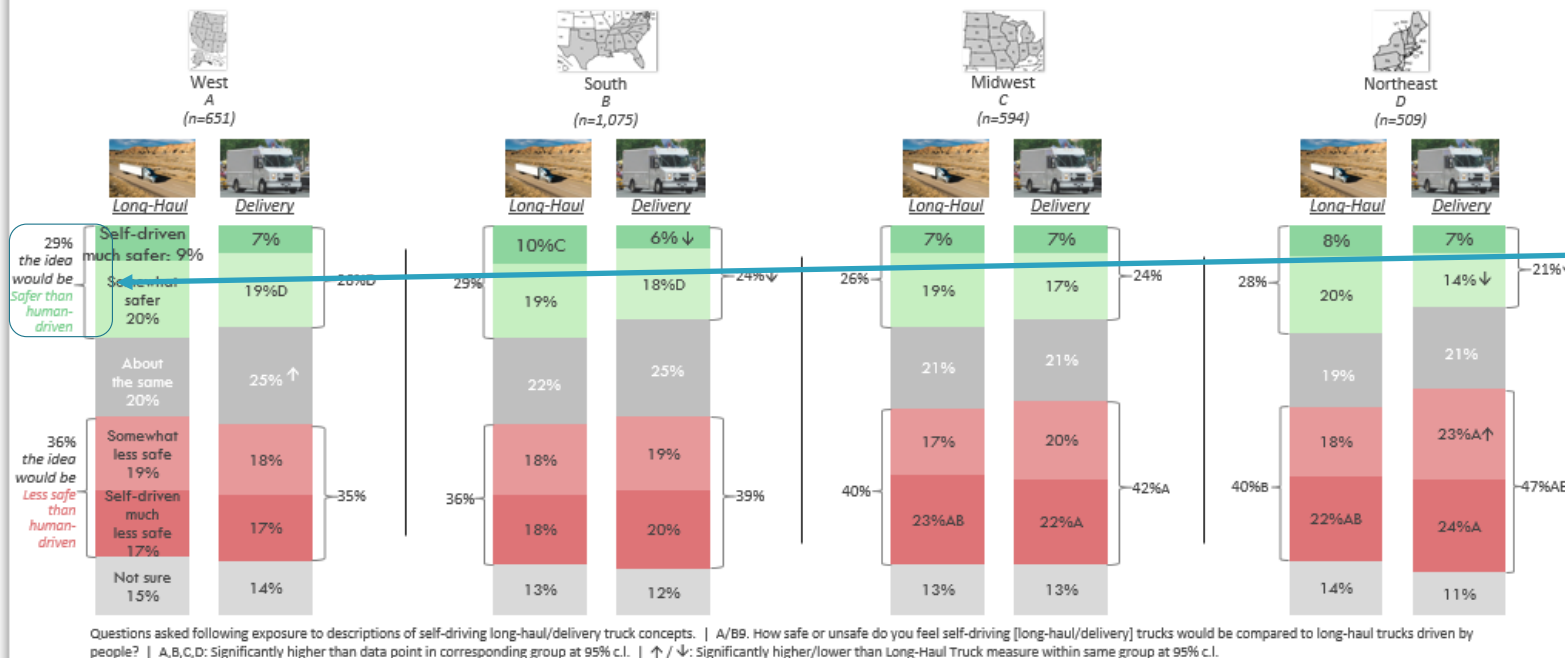 West
A
(n=651)
South
B
(n=1,075)
Midwest
C
(n=594)
Northeast
D
(n=509)
Long-Haul
Delivery
Long-Haul
Delivery
Long-Haul
Delivery
Long-Haul
Delivery
29%
the idea
would be
Safer than
human-
driven
Self-driven
much safer: 9%
Somewhat
safer
20%
About
the same
20%
36%
the idea
would be
Less safe
than
human-
driven
Somewhat
less safe
19%
Self-driven
much
less safe
17%
Not sure
15%
7%
19%D
25% ↑
18%
17%
14%
35%
29%
36%
10%C
19%
22%
18%
18%
13%
6% ↓
18%D
25%
19%
20%
12%
24%↓
39%
26%
40%
7%
19%
21%
17%
23%AB
13%
7%
17%
21%
20%
22%A
13%
24%
42%A
28%
40%B
8%
20%
19%
18%
22%AB
14%
7%
14%↓
21%
23%A↑
24%A
11%
21%
47%AB
Questions asked following exposure to descriptions of self-driving long-haul/delivery truck concepts. | A/B9. How safe or unsafe do you feel self-driving [long-haul/delivery] trucks would be compared to long-haul trucks driven by
people? | A,B,C,D: Significantly higher than data point in corresponding group at 95% c.l. | ↑ / ↓: Significantly higher/lower than Long-Haul Truck measure within same group at 95% c.l.